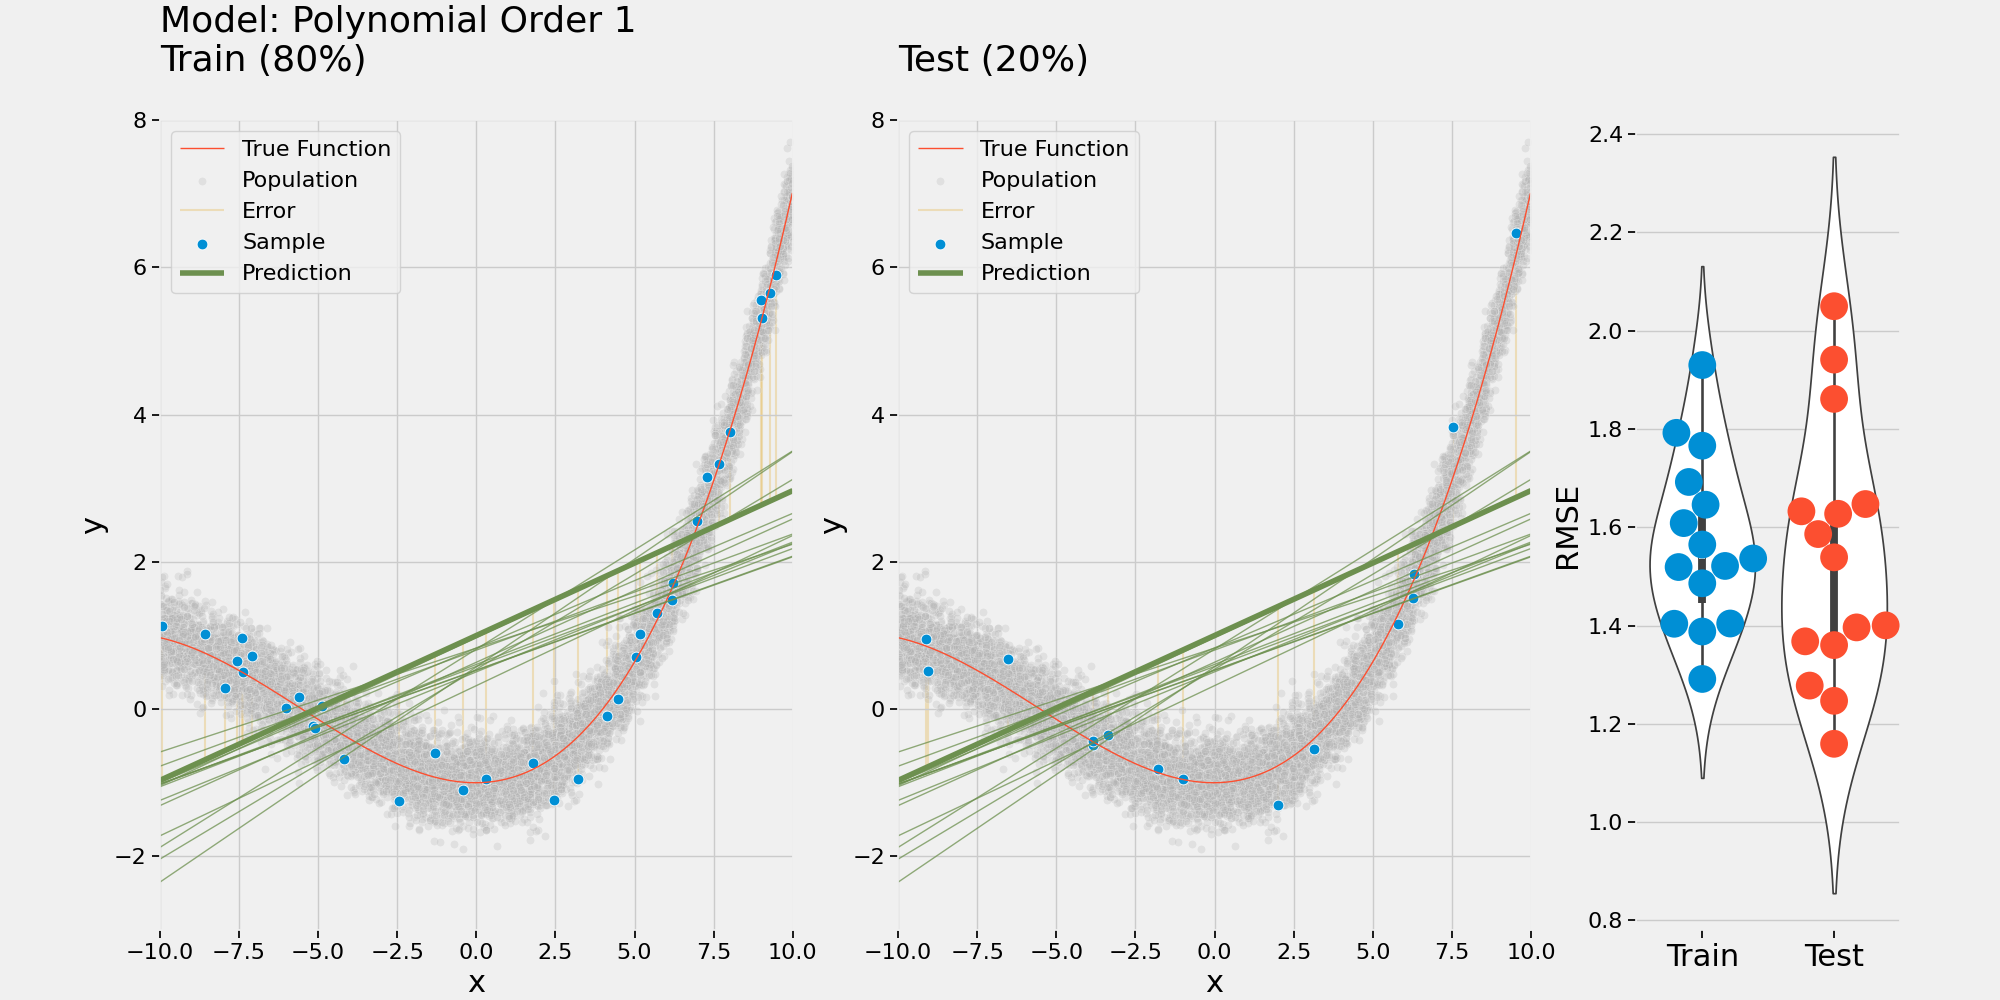 Model: Polynomial Order 1
Train (80%)
Test (20%)
8
6
4
2
0
−2
y
True Function
Population
Error
Sample
Prediction
−10.0 −7.5 −5.0 −2.5 0.0 2.5 5.0 7.5 10.0
x
8
6
4
2
0
−2
y
True Function
Population
Error
Sample
Prediction
−10.0 −7.5 −5.0 −2.5 0.0 2.5 5.0 7.5 10.0
x
2.4
2.2
2.0
1.8
1.6
1.4
1.2
1.0
0.8
RMSE
Train Test